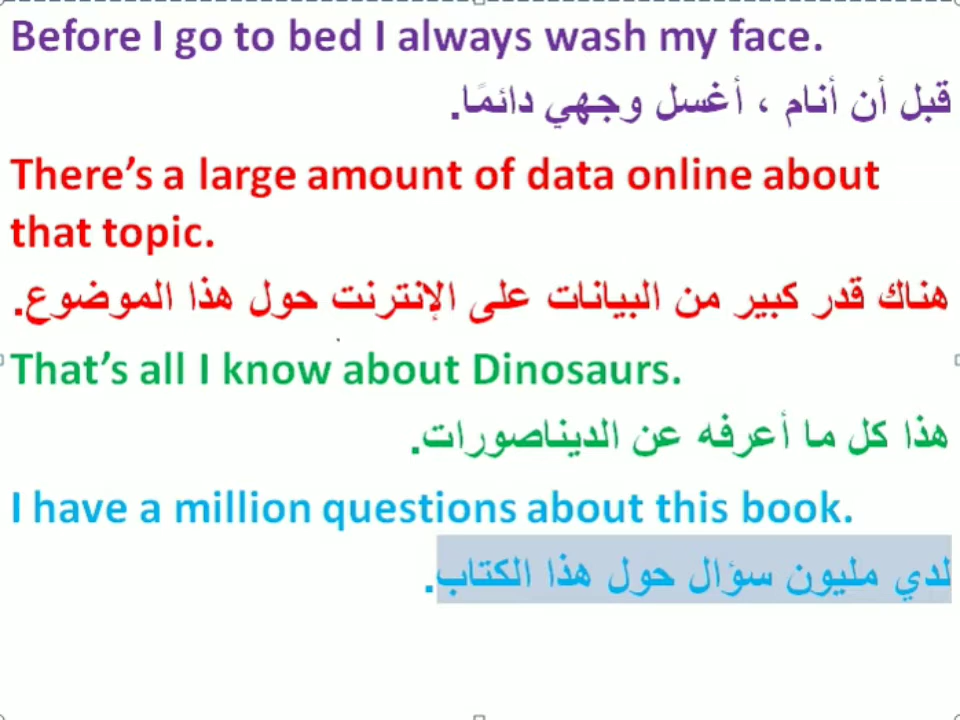 Before I go to bed I always wash my face.
قبل أن أنام ، أغسل وجهي دائمًا.
There’s a large amount of data online about
that topic.
هناك قدر كبير من البيانات على الإنترنت حول هذا الموضوع.
That’s all I know about Dinosaurs.
هذا كل ما أعرفه عن الديناصورات.
I have a million questions about this book.
لدي مليون سؤال حول هذا الكتاب.